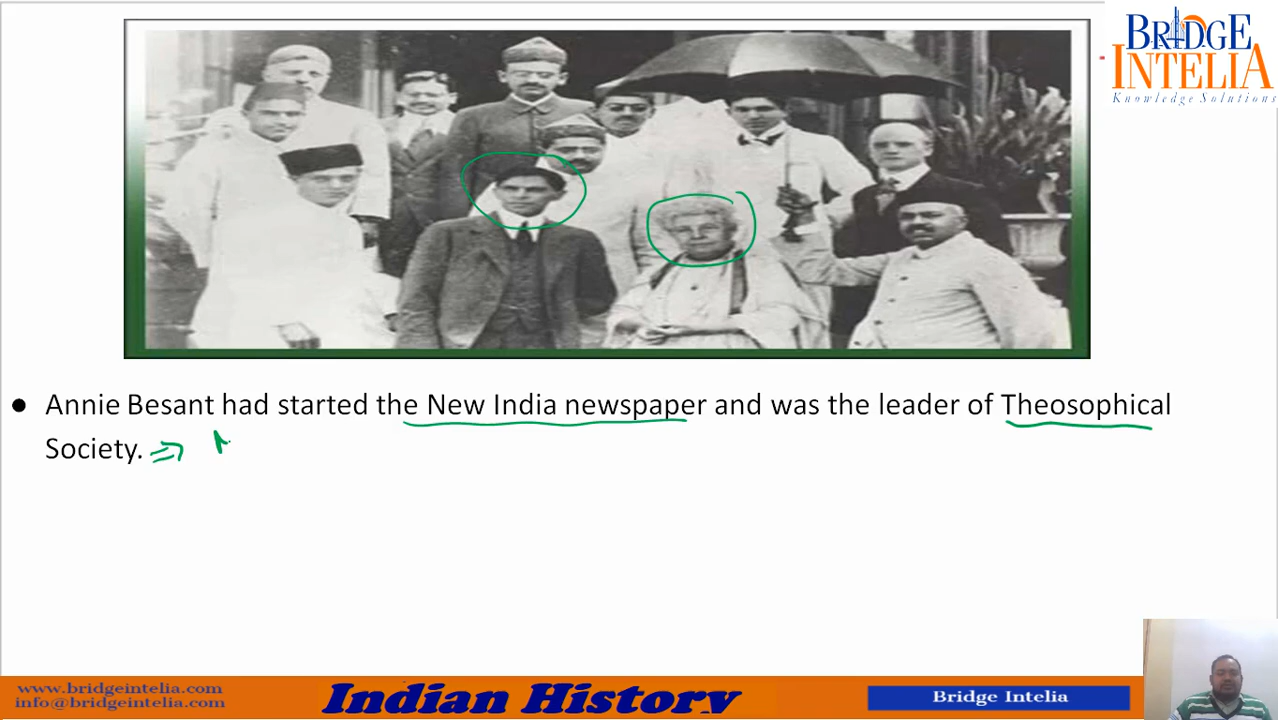 BRIDGE
INTELIA
Knowledge Solutions
● Annie Besant had started the New India newspaper and was the leader of Theosophical
Society. ⇒
www.bridgeintelia.com
info@bridgeintelia.com
Indian History
Bridge Intelia